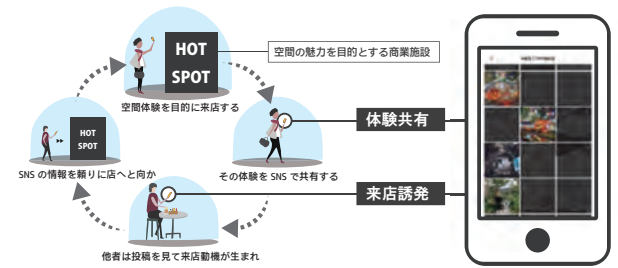 HOT
SPOT
空間の魅力を目的とする商業施設
空間体験を目的に来店する
体験共有
HOT
SPOT
SNS の情報を頼りに店へと向か
その体験を SNS で共有する
来店誘発
他者は投稿を見て来店動機が生まれ